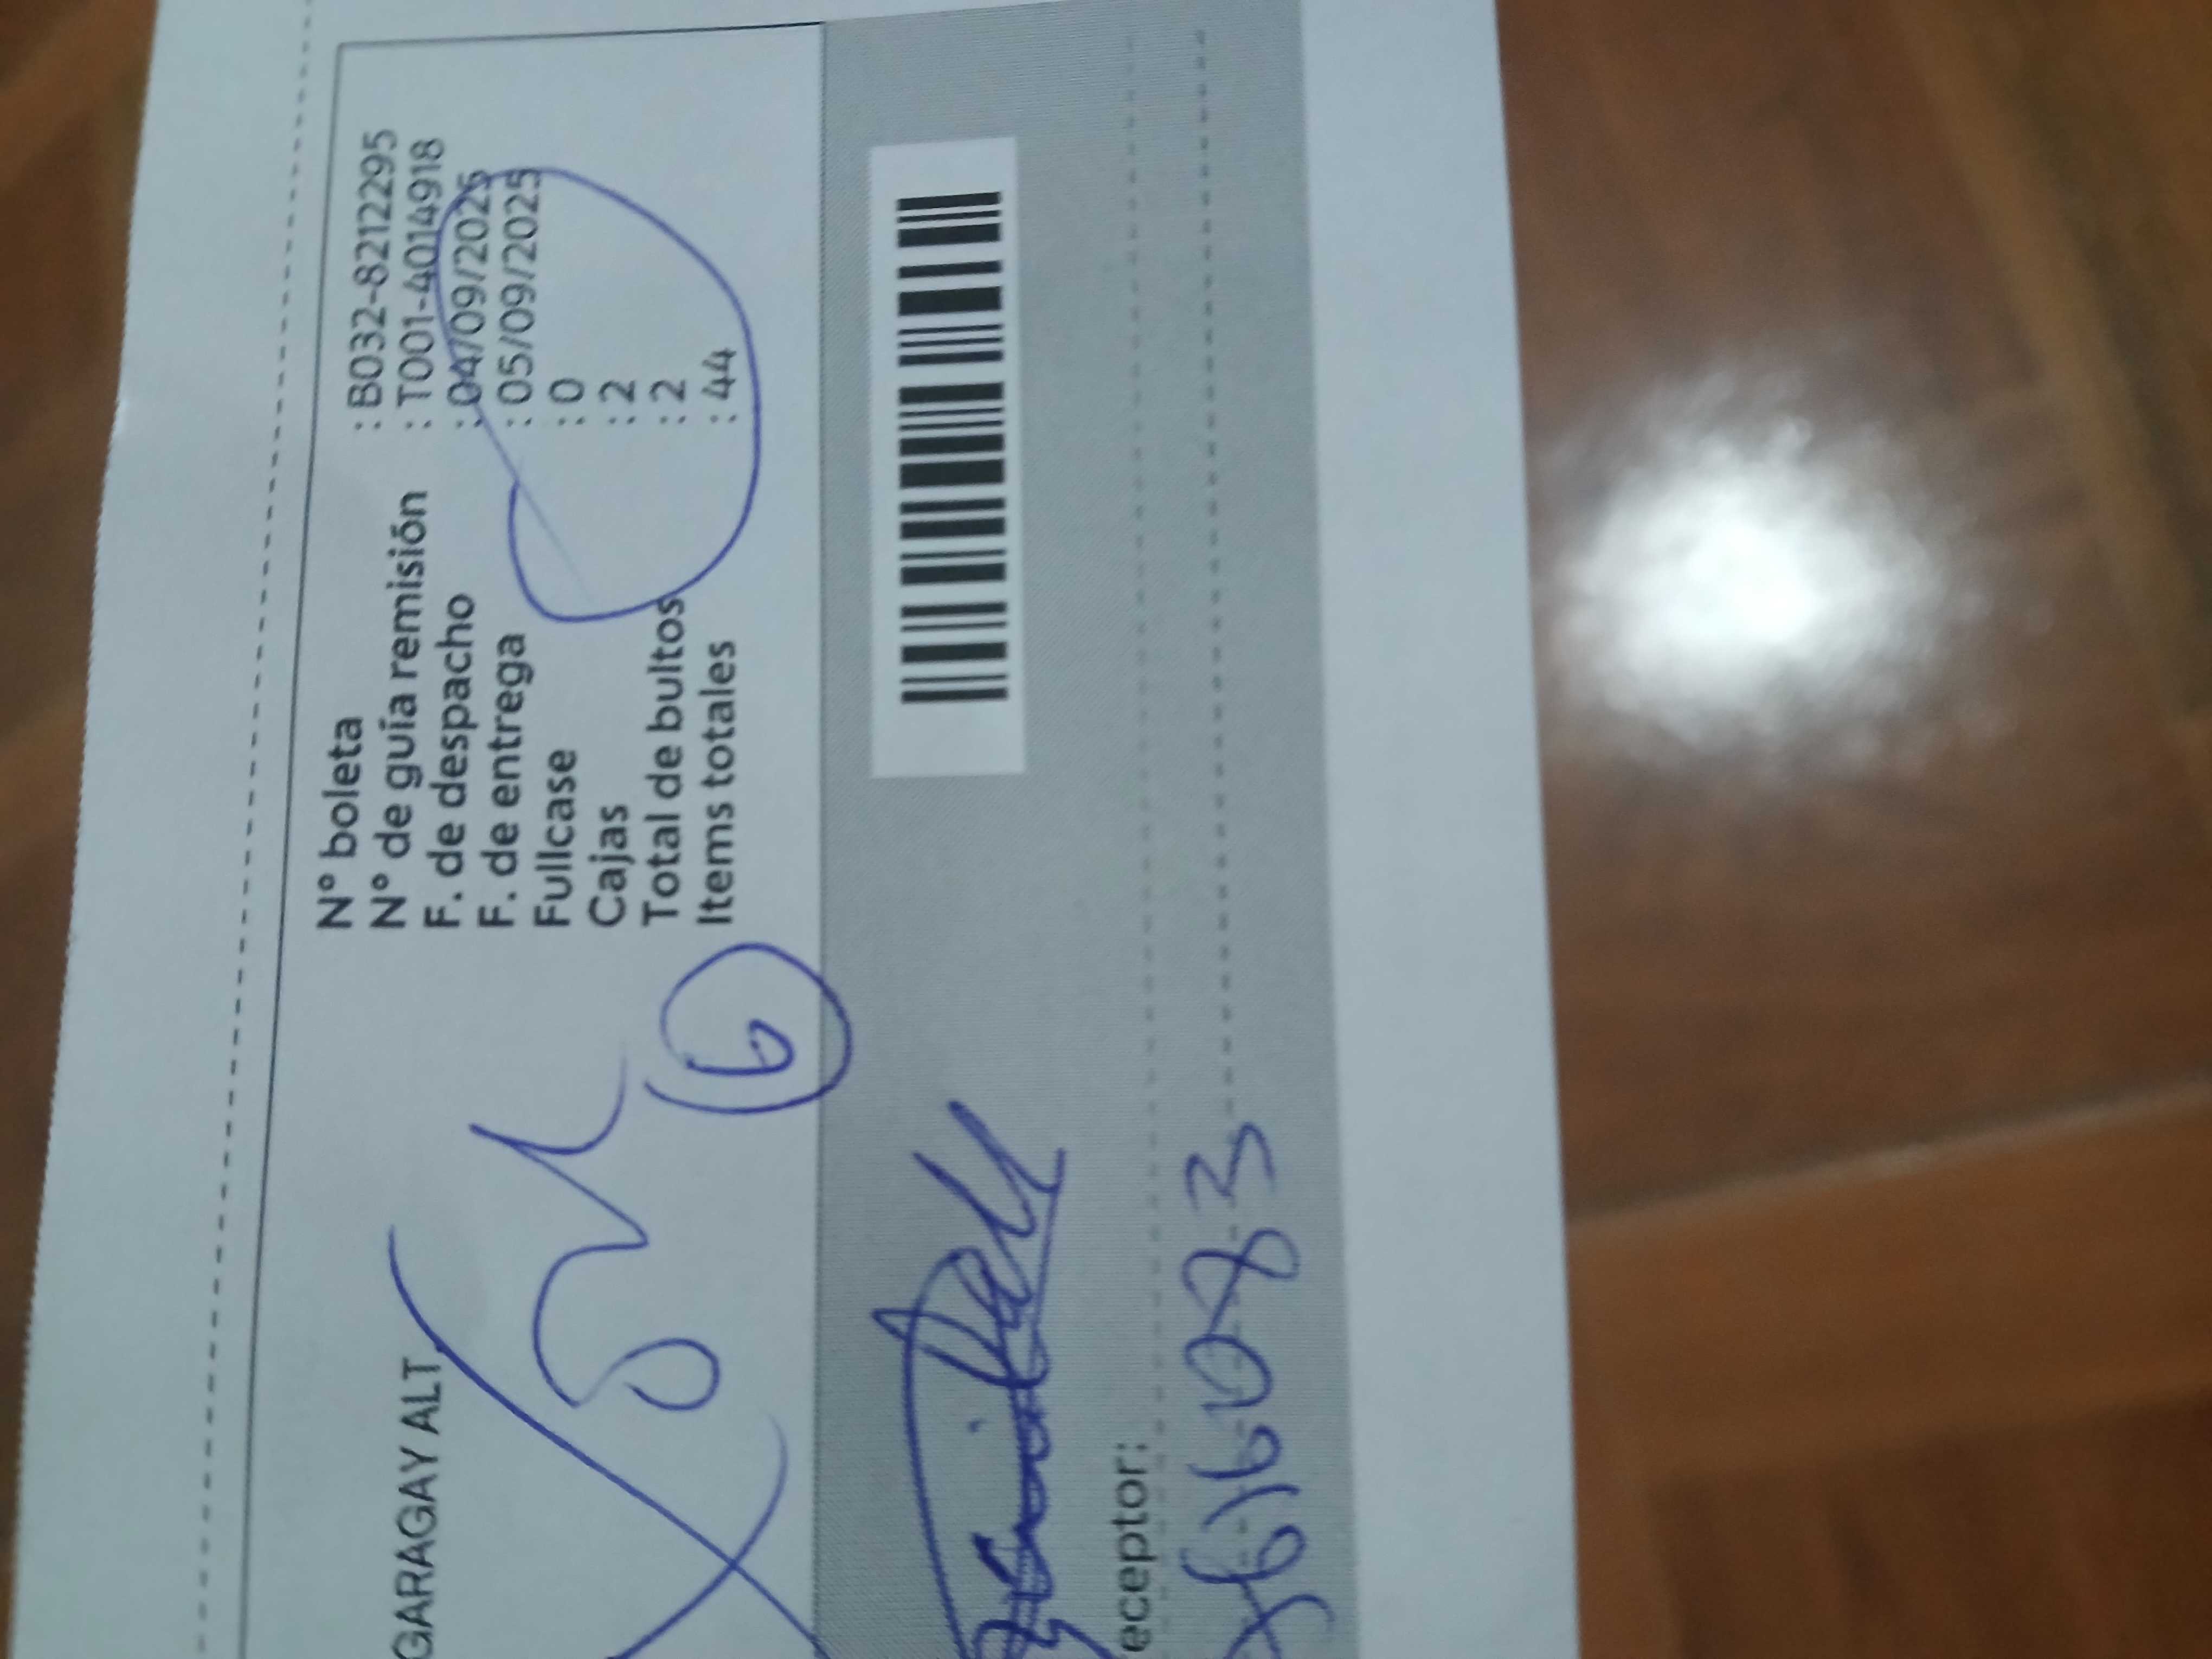 N° boleta : B032-8212295
N° de guía remisión : T001-4014918
F. de despacho : 04/09/2025
F. de entrega : 05/09/2025
Fullcase : 0
Cajas : 2
Total de bultos : 2
Items totales : 44
GARAGAY ALT
6
eceptor: